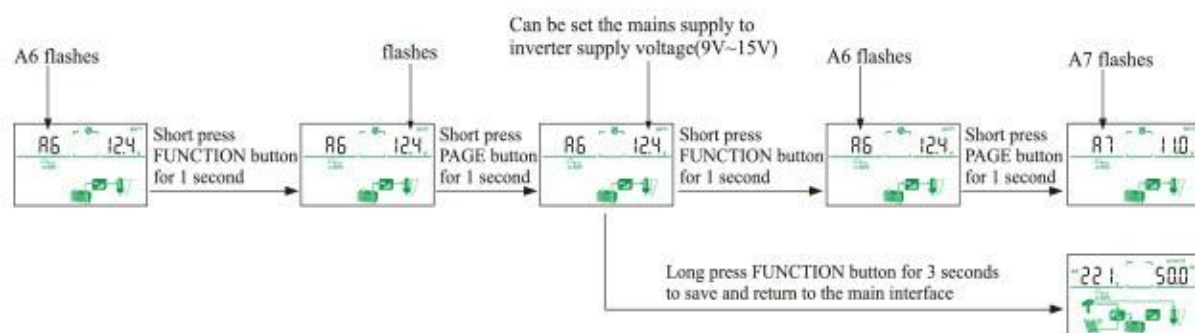 Can be set the mains supply to
inverter supply voltage(9V~15V)
A6 flashes
flashes
A6 flashes
A7 flashes
A6 12.4
Short press
FUNCTION button
for 1 second
A6 12.4
Short press
PAGE button
for 1 second
A6 12.4
Short press
FUNCTION button
for 1 second
A6 12.4
Short press
PAGE button
for 1 second
A7 11.0
Long press FUNCTION button for 3 seconds
to save and return to the main interface
221 50.0